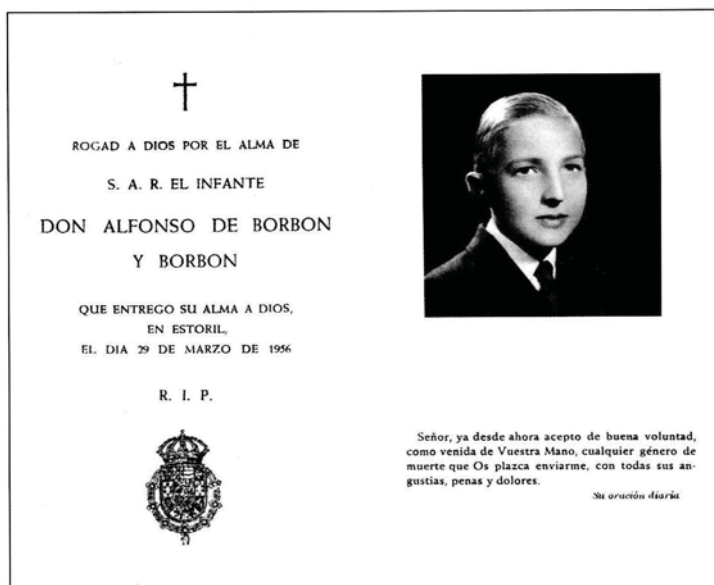 ROGAD A DIOS POR EL ALMA DE
S. A. R. EL INFANTE
DON ALFONSO DE BORBON
Y BORBON
QUE ENTREGO SU ALMA A DIOS,
EN ESTORIL,
EL DIA 29 DE MARZO DE 1956
R. I. P.
Señor, ya desde ahora acepto de buena voluntad,
como venida de Vuestra Mano, cualquier género de
muerte que Os plazca enviarme, con todas sus an-
gustias, penas y dolores.
Su oración diaria